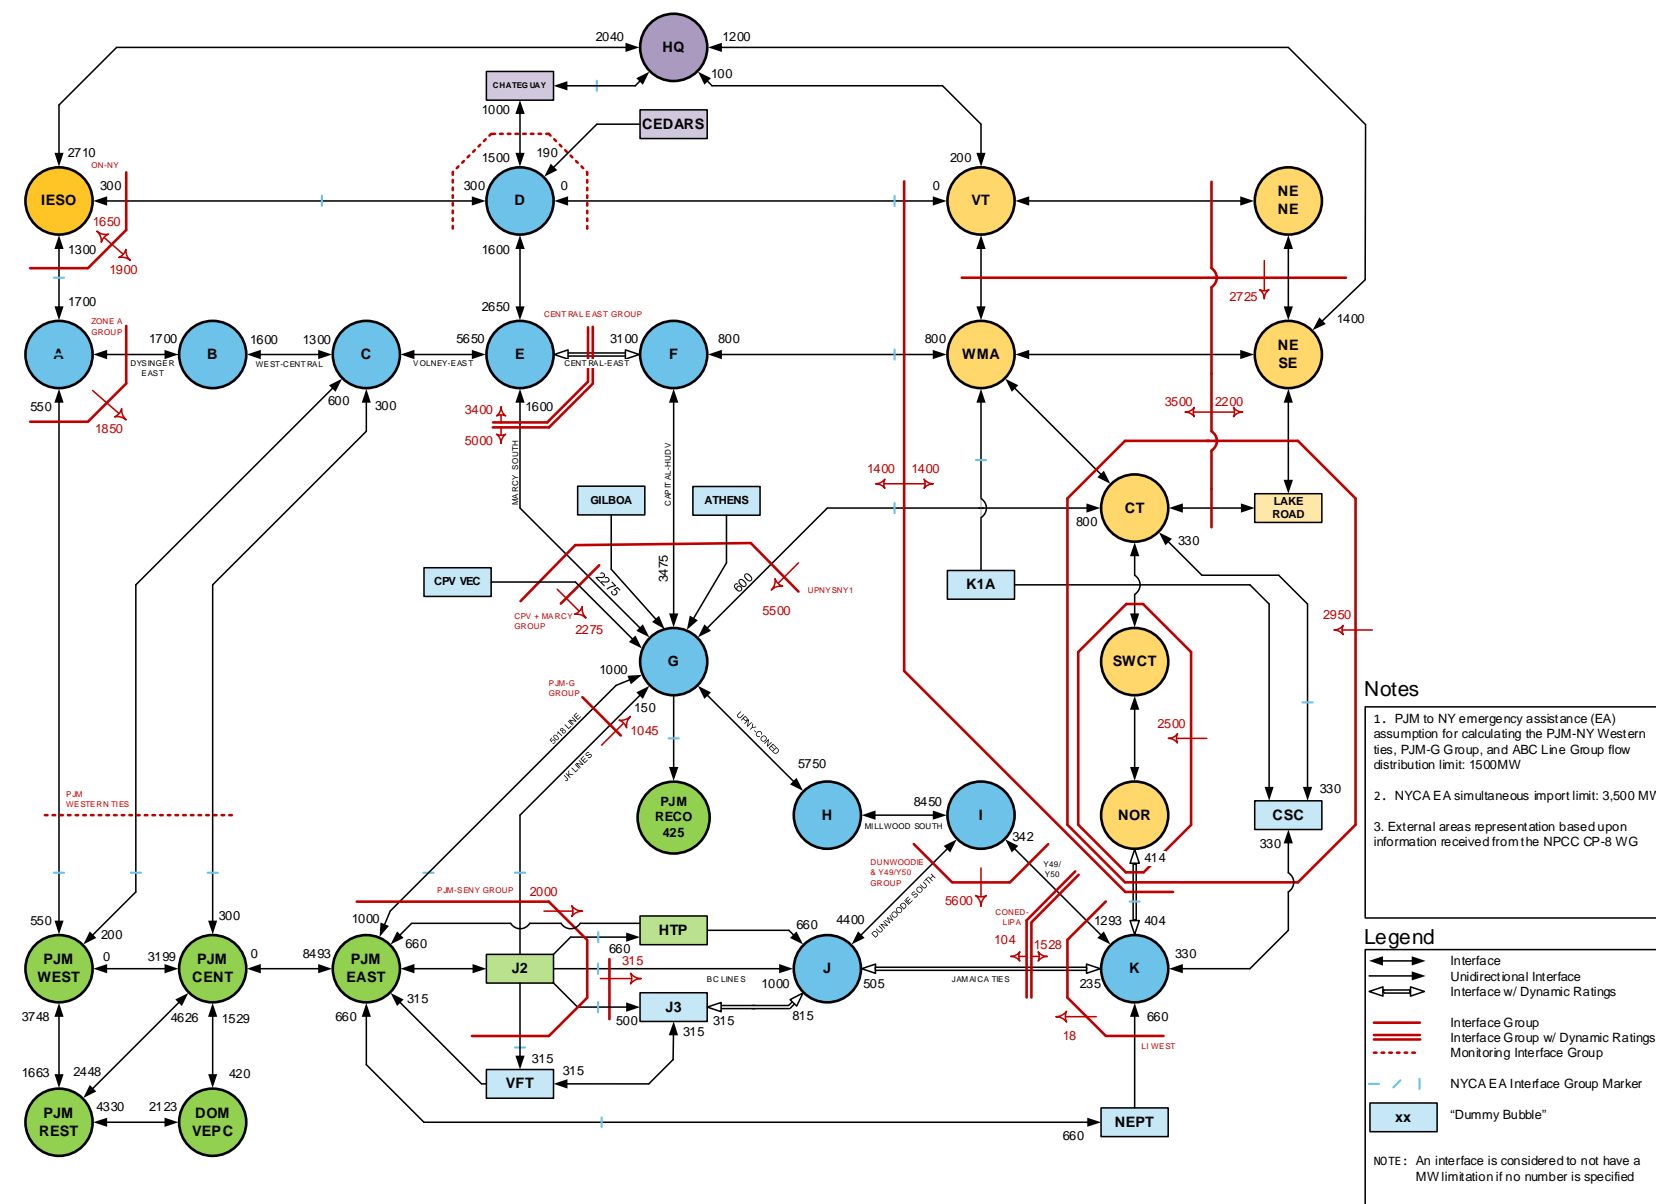 2040
HQ
1200
100
CHATEGUAY
1000
CEDARS
2710
ON-NY
1500
190
200
IESO
300
300
D
0
0
VT
NE
NE
1650
1300
1900
1600
2725
1700
2650
CENTRAL EAST GROUP
1400
ZONE A
GROUP
1700
1600
1300
5650
3100
800
800
A
B
C
E
F
WMA
NE
SE
DYSINGER
EAST
WEST-CENTRAL
VOLNEY-EAST
CENTRAL-EAST
550
1850
600
300
3400
5000
1600
3500
2200
MARCY SOUTH
CAPITAL-HUDV
1400
1400
GILBOA
ATHENS
CT
LAKE
ROAD
800
330
CPV VEC
2275
3475
600
K1A
UPNYSNY1
5500
CPV + MARCY
GROUP
2275
2950
G
SWCT
1000
PJM-G
GROUP
150
1045
5018 LINE
JK LINES
UPNY-CONED
2500
5750
PJM
WESTERN TIES
PJM
RECO
425
H
8450
MILLWOOD SOUTH
I
342
NOR
CSC
330
330
414
DUNWOODIE
& Y49/Y50
GROUP
Y49/
Y50
DUNWOODIE SOUTH
5600
PJM-SENY GROUP
2000
CONED-
LIPA
104
1528
1293
404
550
200
300
1000
660
HTP
660
660
4400
330
PJM
WEST
0
3199
PJM
CENT
0
8493
PJM
EAST
J2
315
BC LINES
1000
J
505
JAMAICA TIES
235
K
3748
4626
1529
315
660
500
J3
315
315
815
18
LI WEST
660
1663
2448
420
VFT
315
315
PJM
REST
4330
2123
DOM
VEPC
NEPT
660
Notes
1. PJM to NY emergency assistance (EA)
assumption for calculating the PJM-NY Western
ties, PJM-G Group, and ABC Line Group flow
distribution limit: 1500MW
2. NYCA EA simultaneous import limit: 3,500 MW
3. External areas representation based upon
information received from the NPCC CP-8 WG
Legend
Interface
Unidirectional Interface
Interface w/ Dynamic Ratings
Interface Group
Interface Group w/ Dynamic Ratings
Monitoring Interface Group
NYCA EA Interface Group Marker
xx
“Dummy Bubble”
NOTE: An interface is considered to not have a
MW limitation if no number is specified